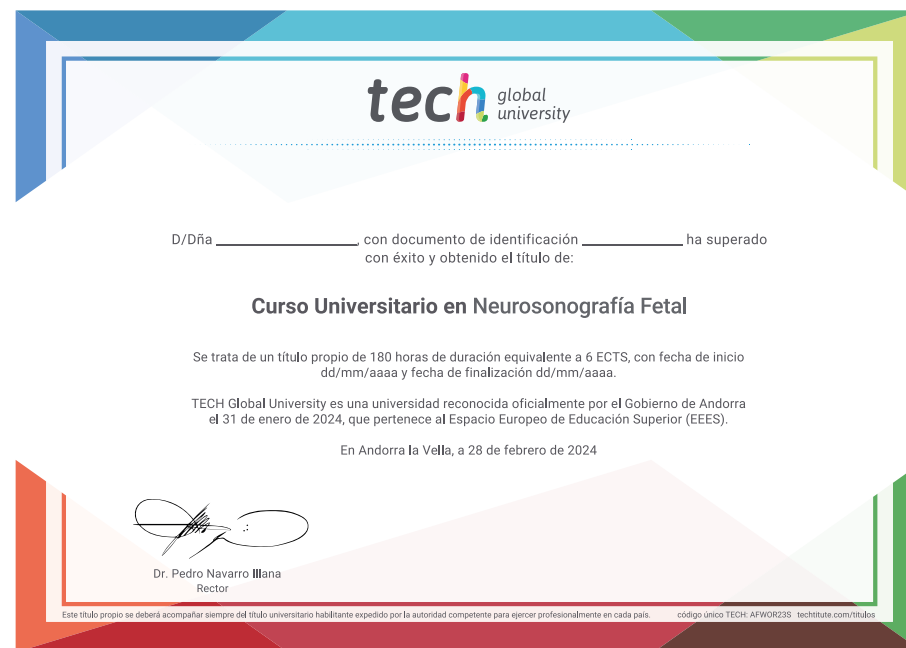 tech global university
D/Dña _________________, con documento de identificación ____________ ha superado
con éxito y obtenido el título de:
Curso Universitario en Neurosonografía Fetal
Se trata de un título propio de 180 horas de duración equivalente a 6 ECTS, con fecha de inicio
dd/mm/aaaa y fecha de finalización dd/mm/aaaa.
TECH Global University es una universidad reconocida oficialmente por el Gobierno de Andorra
el 31 de enero de 2024, que pertenece al Espacio Europeo de Educación Superior (EEES).
En Andorra la Vella, a 28 de febrero de 2024
Dr. Pedro Navarro Illana
Rector
Este título propio se deberá acompañar siempre del título universitario habilitante expedido por la autoridad competente para ejercer profesionalmente en cada país. código único TECH: AFWOR23S techtitute.com/titulos